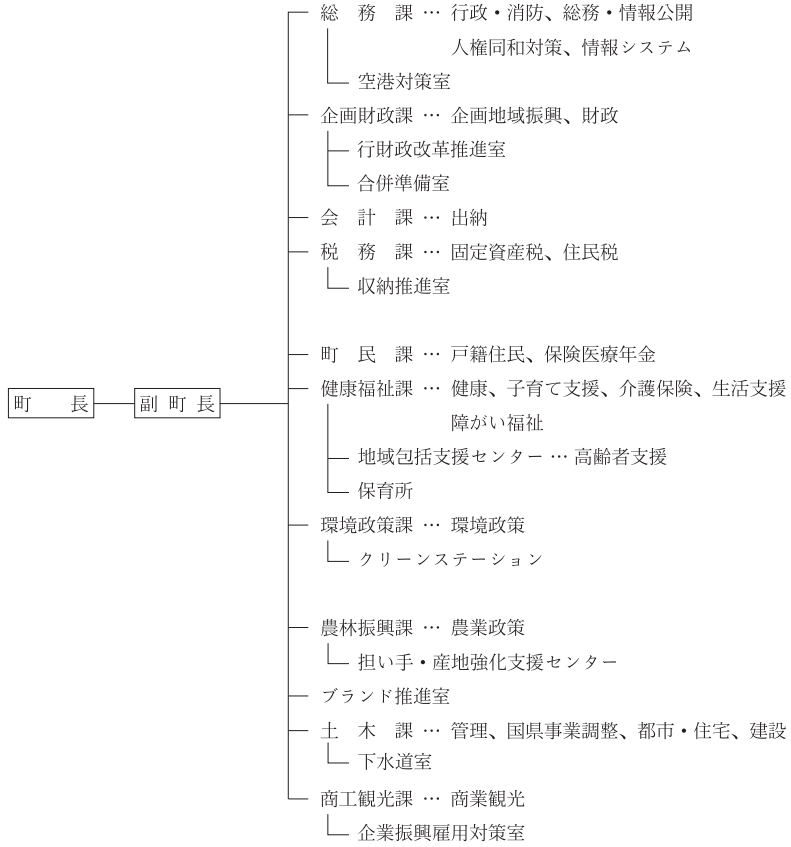 総務課 … 行政・消防、総務・情報公開
人権同和対策、情報システム
空港対策室
企画財政課 … 企画地域振興、財政
行財政改革推進室
合併準備室
会計課 … 出納
税務課 … 固定資産税、住民税
収納推進室
町民課 … 戸籍住民、保険医療年金
町長 副町長
健康福祉課 … 健康、子育て支援、介護保険、生活支援
障がい福祉
地域包括支援センター … 高齢者支援
保育所
環境政策課 … 環境政策
クリーンステーション
農林振興課 … 農業政策
担い手・産地強化支援センター
ブランド推進室
土木課 … 管理、国県事業調整、都市・住宅、建設
下水道室
商工観光課 … 商業観光
企業振興雇用対策室